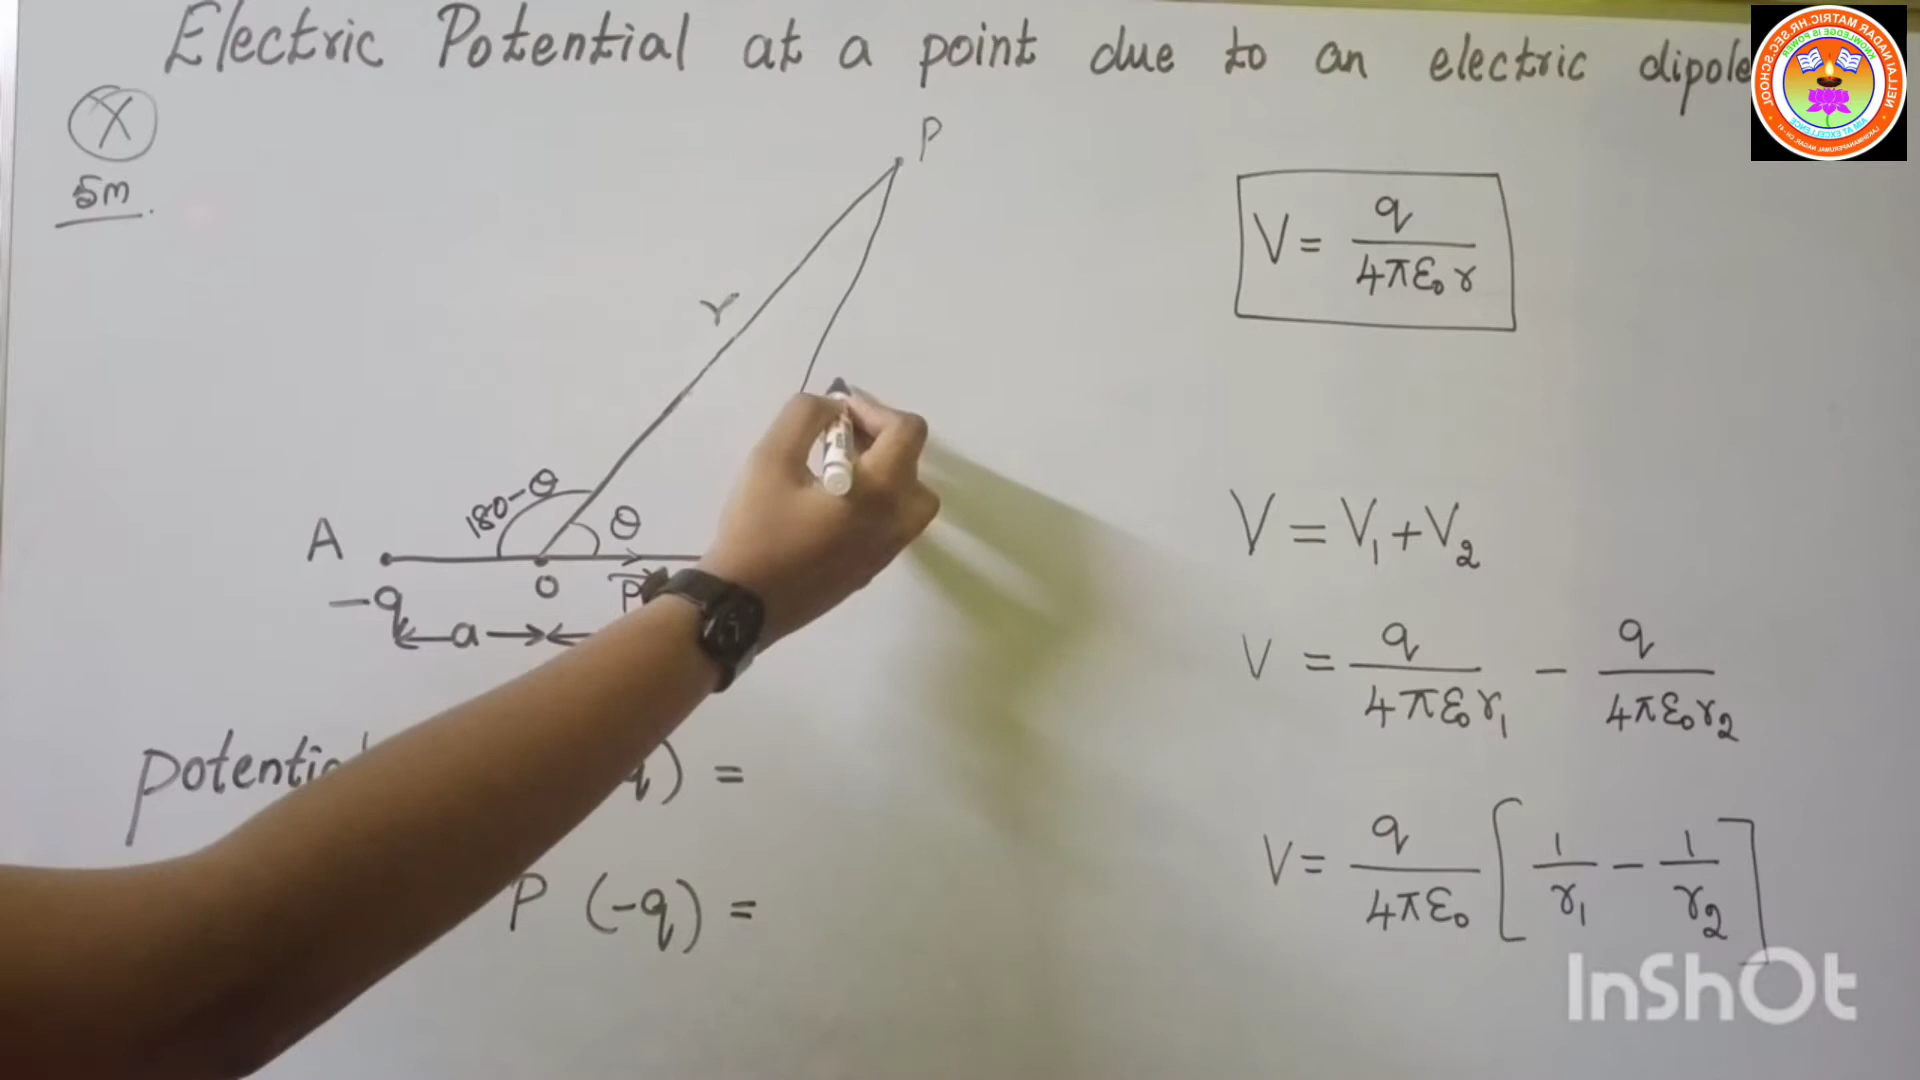 Electric Potential at a point due to an electric dipole
X
5m
P
r
180-θ
θ
A
O
P
-q
a
q) =
P (-q) =
V = q / 4πε₀r
V = V₁ + V₂
V = q / 4πε₀r₁ - q / 4πε₀r₂
V = q / 4πε₀ [ 1/r₁ - 1/r₂ ]
InShOt